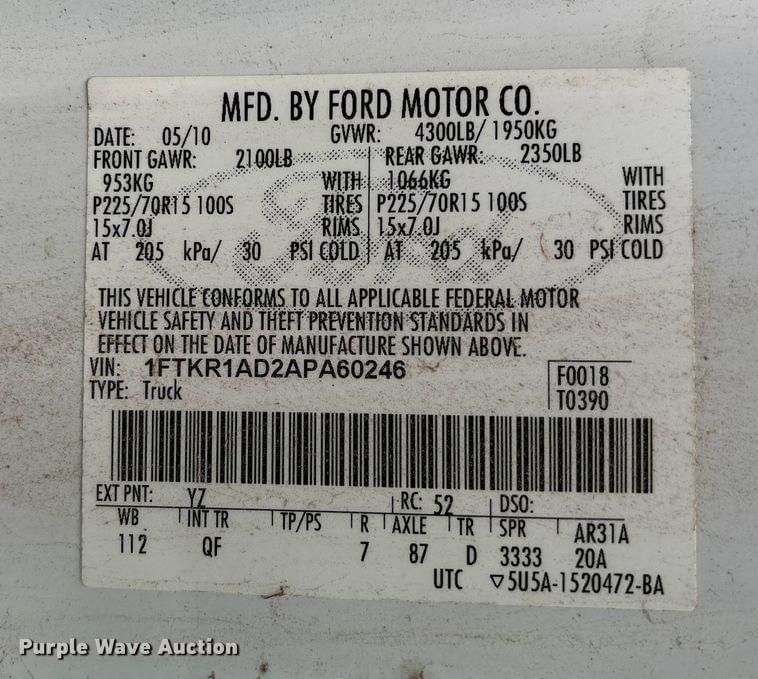 MFD. BY FORD MOTOR CO.
DATE: 05/10 GVWR: 4300LB/ 1950KG
FRONT GAWR: 2100LB REAR GAWR: 2350LB
953KG WITH 1066KG WITH
P225/70R15 100S TIRES P225/70R15 100S TIRES
15x7.0J RIMS 15x7.0J RIMS
AT 205 kPa/ 30 PSI COLD AT 205 kPa/ 30 PSI COLD
Ford
THIS VEHICLE CONFORMS TO ALL APPLICABLE FEDERAL MOTOR
VEHICLE SAFETY AND THEFT PREVENTION STANDARDS IN
EFFECT ON THE DATE OF MANUFACTURE SHOWN ABOVE.
VIN: 1FTKR1AD2APA60246 F0018
TYPE: Truck T0390
EXT PNT: YZ RC: 52 DSO:
WB INT TR TP/PS R AXLE TR SPR AR31A
112 QF 7 87 D 3333 20A
UTC ▽5U5A-1520472-BA
Purple Wave Auction